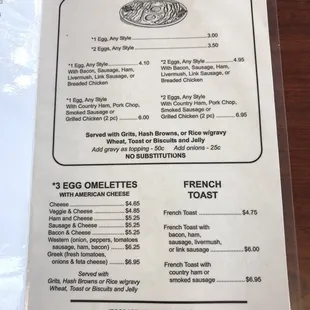 *1 Egg, Any Style 3.00
*2 Eggs, Any Style 3.50
*1 Egg, Any Style 4.10
With Bacon, Sausage, Ham,
Livermush, Link Sausage, or
Breaded Chicken
*2 Eggs, Any Style 4.95
With Bacon, Sausage, Ham,
Livermush, Link Sausage, or
Breaded Chicken
*1 Egg, Any Style
With Country Ham, Pork Chop,
Smoked Sausage or
Grilled Chicken (2 pc) 6.00
*2 Eggs, Any Style
With Country Ham, Pork Chop,
Smoked Sausage or
Grilled Chicken (2 pc) 6.95
Served with Grits, Hash Browns, or Rice w/gravy
Wheat, Toast or Biscuits and Jelly
Add gravy as topping - 50c Add onions - 25c
NO SUBSTITUTIONS
*3 EGG OMELETTES
WITH AMERICAN CHEESE
Cheese $4.65
Veggie & Cheese $4.85
Ham and Cheese $5.25
Sausage & Cheese $5.25
Bacon & Cheese $5.25
Western (onion, peppers, tomatoes
sausage, ham, bacon) $6.25
Greek (fresh tomatoes,
onions & feta cheese) $6.95
Served with
Grits, Hash Browns or Rice w/gravy
Wheat, Toast or Biscuits and Jelly
FRENCH
TOAST
French Toast $4.75
French Toast with
bacon, ham,
sausage, livermush,
or link sausage $6.00
French Toast with
country ham or
smoked sausage $6.95